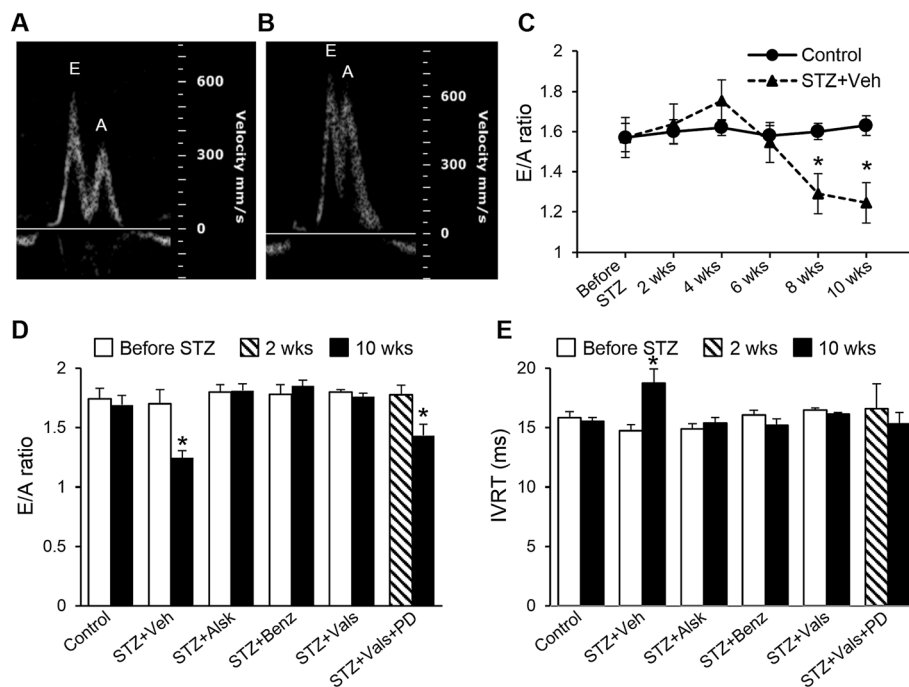 A
E
A
600
300
0
Velocity mm/s
B
E
A
600
300
0
Velocity mm/s
C
2
1.8
1.6
1.4
1.2
1
E/A ratio
Control
STZ+Veh
*
*
Before STZ
2 wks
4 wks
6 wks
8 wks
10 wks
D
Before STZ
2 wks
10 wks
2
1.5
1
0.5
0
E/A ratio
*
*
Control
STZ+Veh
STZ+Alsk
STZ+Benz
STZ+Vals
STZ+Vals+PD
E
Before STZ
2 wks
10 wks
20
15
10
5
0
IVRT (ms)
*
Control
STZ+Veh
STZ+Alsk
STZ+Benz
STZ+Vals
STZ+Vals+PD